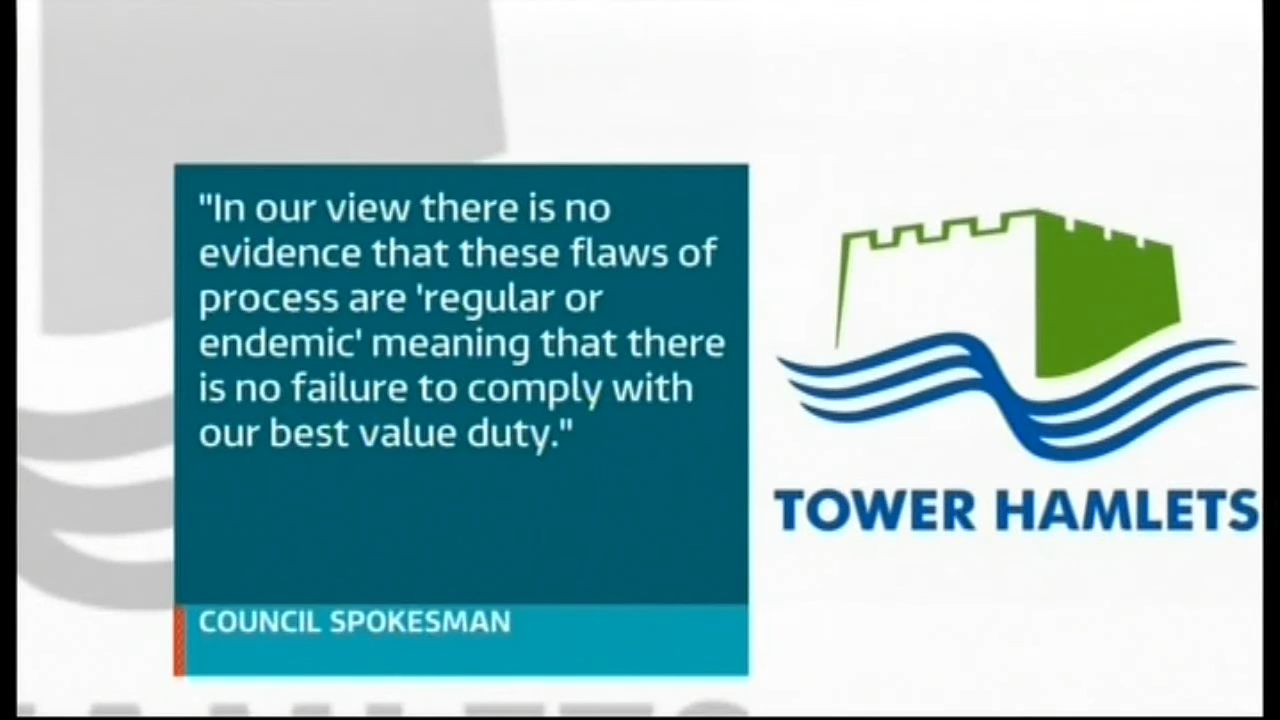 "In our view there is no
evidence that these flaws of
process are 'regular or
endemic' meaning that there
is no failure to comply with
our best value duty."
COUNCIL SPOKESMAN
TOWER HAMLETS
HAMLETS